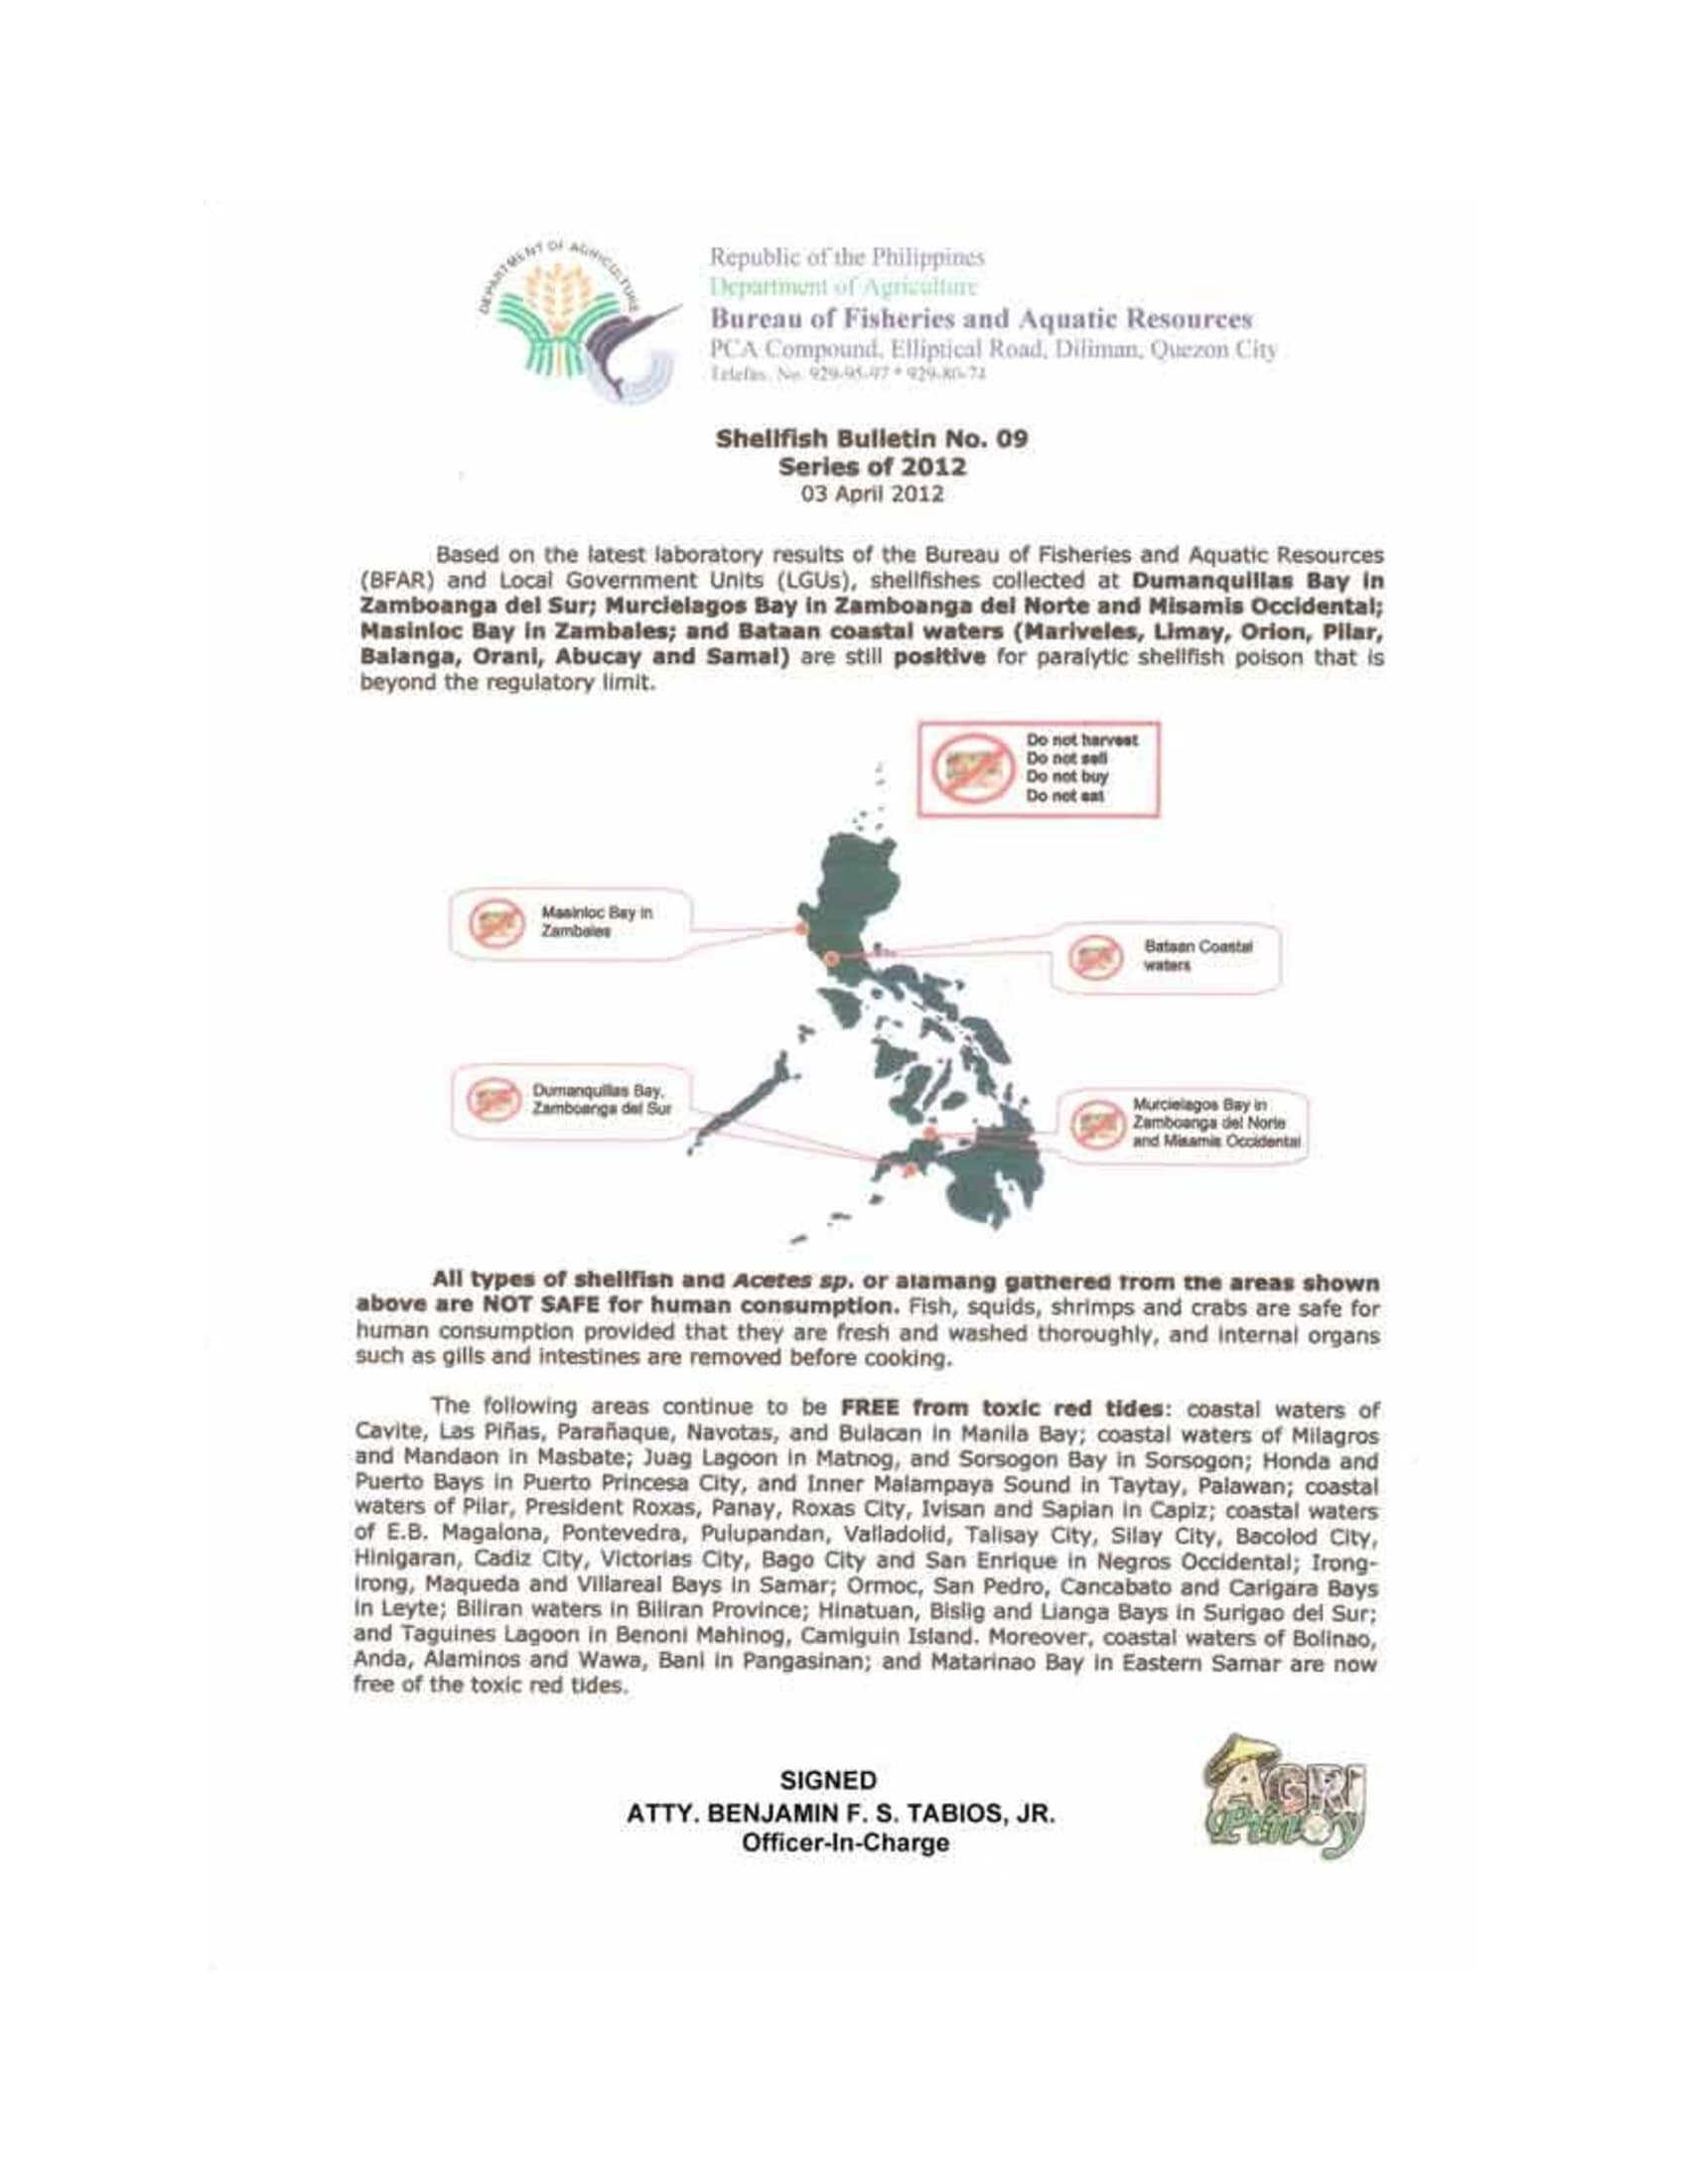 DEPARTMENT OF AGRICULTURE
Republic of the Philippines
Department of Agriculture
Bureau of Fisheries and Aquatic Resources
PCA Compound, Elliptical Road, Diliman, Quezon City
Telefax. No. 929-95-97 * 929-80-74
Shellfish Bulletin No. 09
Series of 2012
03 April 2012
Based on the latest laboratory results of the Bureau of Fisheries and Aquatic Resources
(BFAR) and Local Government Units (LGUs), shellfishes collected at Dumanquillas Bay in
Zamboanga del Sur; Murcielagos Bay in Zamboanga del Norte and Misamis Occidental;
Masinloc Bay in Zambales; and Bataan coastal waters (Mariveles, Limay, Orion, Pilar,
Balanga, Orani, Abucay and Samal) are still positive for paralytic shellfish poison that is
beyond the regulatory limit.
Do not harvest
Do not sell
Do not buy
Do not eat
Masinloc Bay in
Zambales
Bataan Coastal
waters
Dumanquillas Bay,
Zamboanga del Sur
Murcielagos Bay in
Zamboanga del Norte
and Misamis Occidental
All types of shellfish and Acetes sp. or alamang gathered from the areas shown
above are NOT SAFE for human consumption. Fish, squids, shrimps and crabs are safe for
human consumption provided that they are fresh and washed thoroughly, and internal organs
such as gills and intestines are removed before cooking.
The following areas continue to be FREE from toxic red tides: coastal waters of
Cavite, Las Piñas, Parañaque, Navotas, and Bulacan in Manila Bay; coastal waters of Milagros
and Mandaon in Masbate; Juag Lagoon in Matnog, and Sorsogon Bay in Sorsogon; Honda and
Puerto Bays in Puerto Princesa City, and Inner Malampaya Sound in Taytay, Palawan; coastal
waters of Pilar, President Roxas, Panay, Roxas City, Ivisan and Sapian in Capiz; coastal waters
of E.B. Magalona, Pontevedra, Pulupandan, Valladolid, Talisay City, Silay City, Bacolod City,
Hinigaran, Cadiz City, Victorias City, Bago City and San Enrique in Negros Occidental; Irong-
irong, Maqueda and Villareal Bays in Samar; Ormoc, San Pedro, Cancabato and Carigara Bays
in Leyte; Biliran waters in Biliran Province; Hinatuan, Bislig and Lianga Bays in Surigao del Sur;
and Taguines Lagoon in Benoni Mahinog, Camiguin Island. Moreover, coastal waters of Bolinao,
Anda, Alaminos and Wawa, Bani in Pangasinan; and Matarinao Bay in Eastern Samar are now
free of the toxic red tides.
SIGNED
ATTY. BENJAMIN F. S. TABIOS, JR.
Officer-In-Charge
AGRI
Pinoy